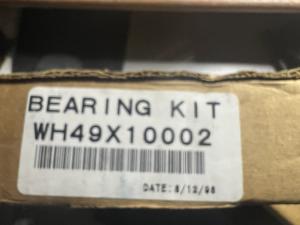 BEARING KIT
WH49X10002
DATE: 8/12/98